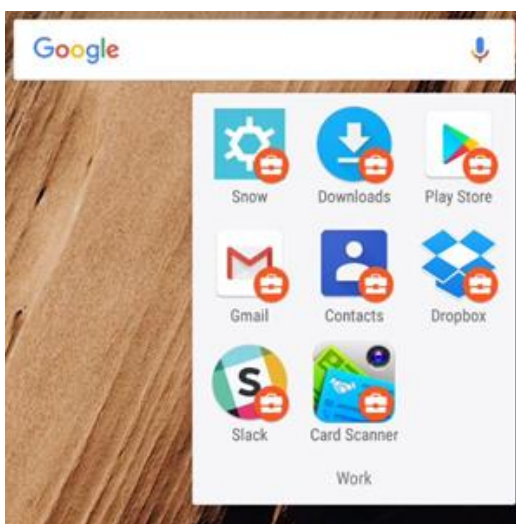 Google
Snow Downloads Play Store
Gmail Contacts Dropbox
S
Slack Card Scanner
Work